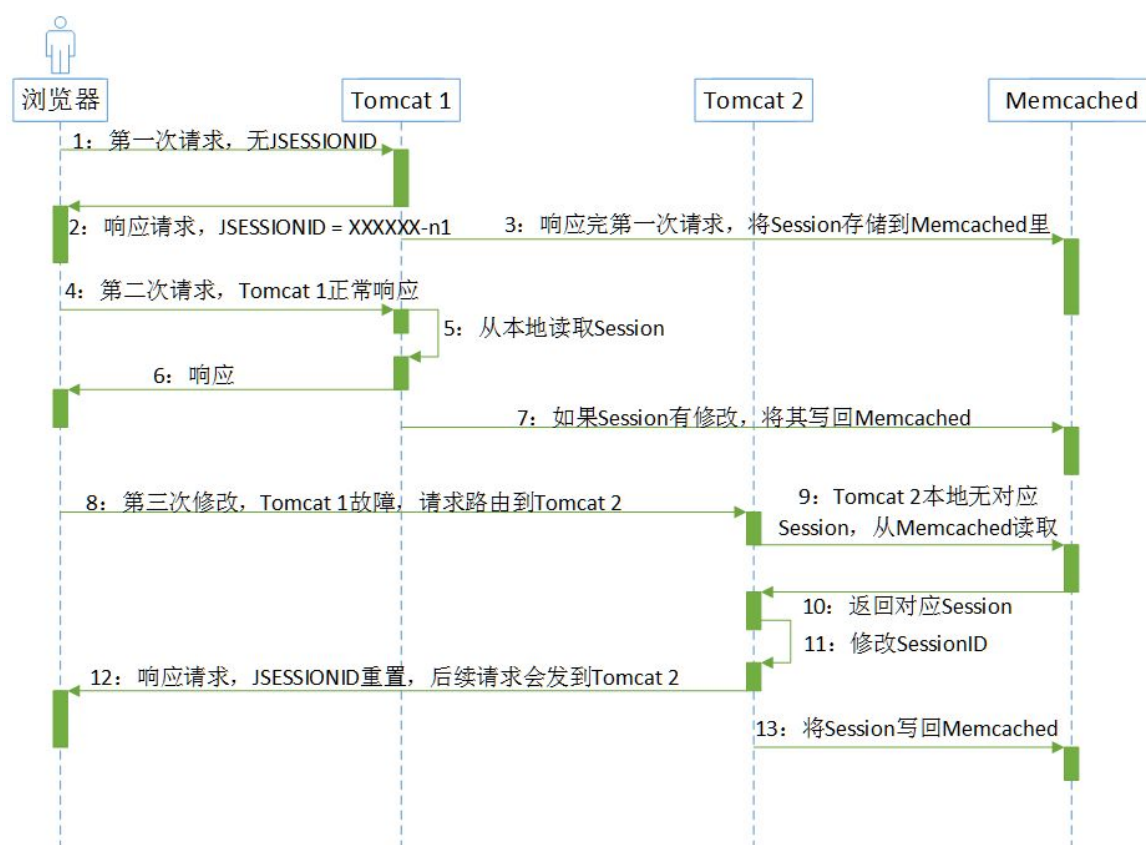 浏览器
Tomcat 1
Tomcat 2
Memcached
1：第一次请求，无JSESSIONID
2：响应请求，JSESSIONID = XXXXXX-n1
3：响应完第一次请求，将Session存储到Memcached里
4：第二次请求，Tomcat 1正常响应
5：从本地读取Session
6：响应
7：如果Session有修改，将其写回Memcached
8：第三次修改，Tomcat 1故障，请求路由到Tomcat 2
9：Tomcat 2本地无对应
Session，从Memcached读取
10：返回对应Session
11：修改SessionID
12：响应请求，JSESSIONID重置，后续请求会发到Tomcat 2
13：将Session写回Memcached